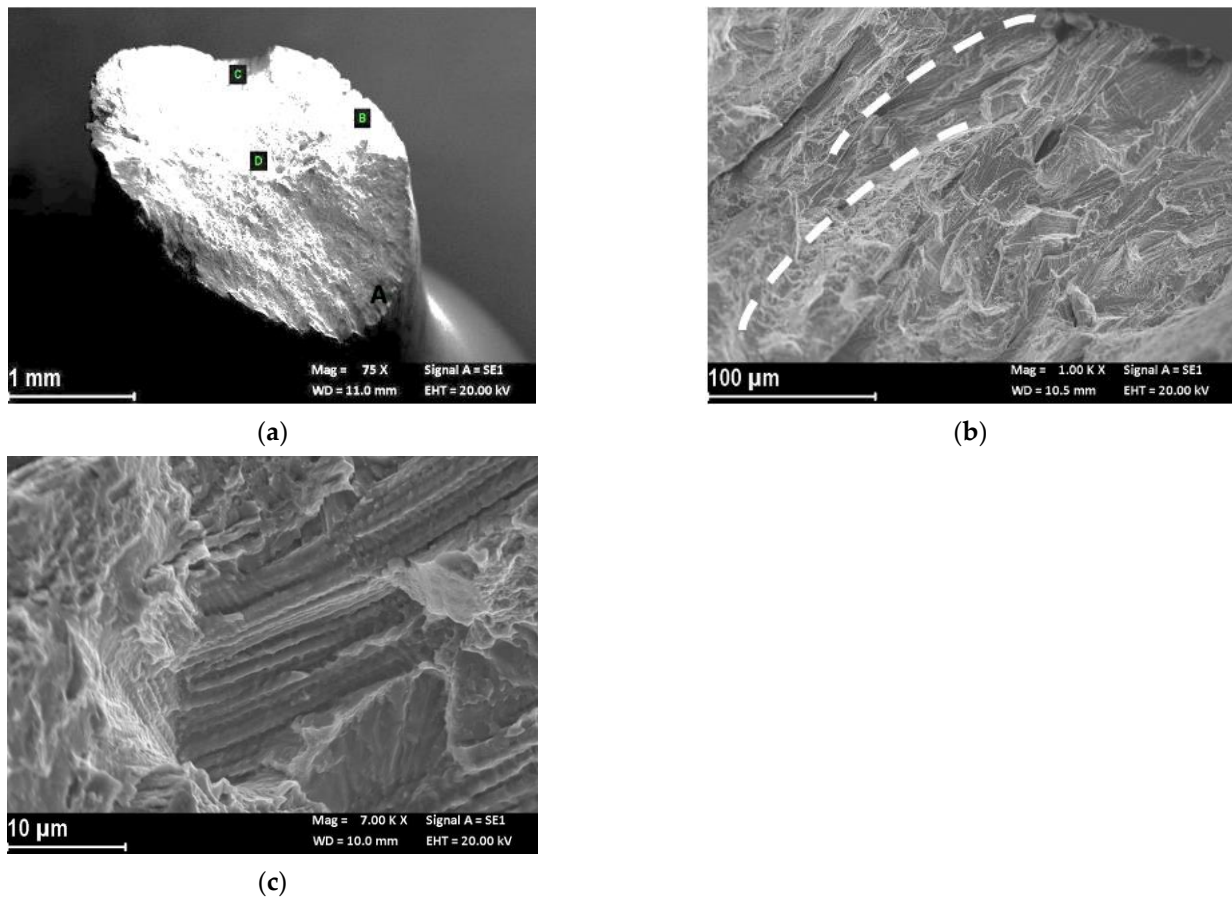 C
B
D
A
1 mm
Mag = 75 X
Signal A = SE1
WD = 11.0 mm
EHT = 20.00 kV
(a)
100 µm
Mag = 1.00 K X
Signal A = SE1
WD = 10.5 mm
EHT = 20.00 kV
(b)
10 µm
Mag = 7.00 K X
Signal A = SE1
WD = 10.0 mm
EHT = 20.00 kV
(c)